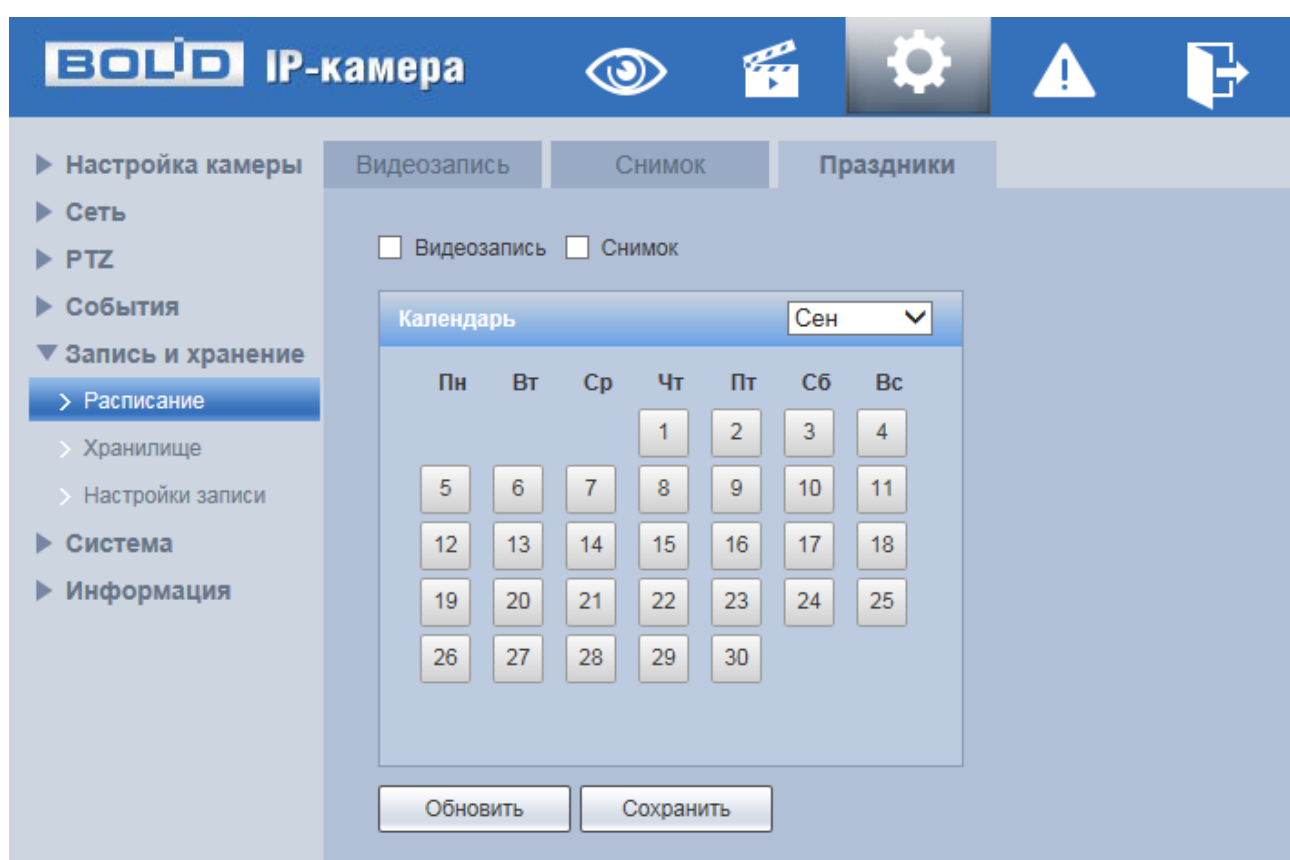 BOLID IP-камера
Настройка камеры
Сеть
PTZ
События
Запись и хранение
Расписание
Хранилище
Настройки записи
Система
Информация
Видеозапись Снимок Праздники
Видеозапись Снимок
Календарь Сен
Пн Вт Ср Чт Пт Сб Вс
1 2 3 4
5 6 7 8 9 10 11
12 13 14 15 16 17 18
19 20 21 22 23 24 25
26 27 28 29 30
Обновить Сохранить